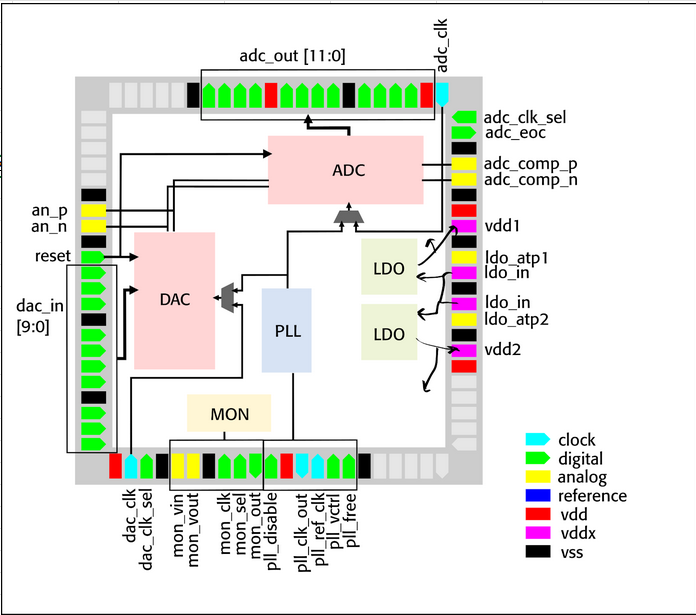 adc_out [11:0]
adc_clk
adc_clk_sel
adc_eoc
adc_comp_p
adc_comp_n
vdd1
ldo_atp1
ldo_in
ldo_in
ldo_atp2
vdd2
an_p
an_n
reset
dac_in
[9:0]
ADC
DAC
LDO
LDO
PLL
MON
dac_clk
dac_clk_sel
mon_vin
mon_vout
mon_clk
mon_sel
mon_out
pll_disable
pll_clk_out
pll_ref_clk
pll_vctrl
pll_free
clock
digital
analog
reference
vdd
vddx
vss